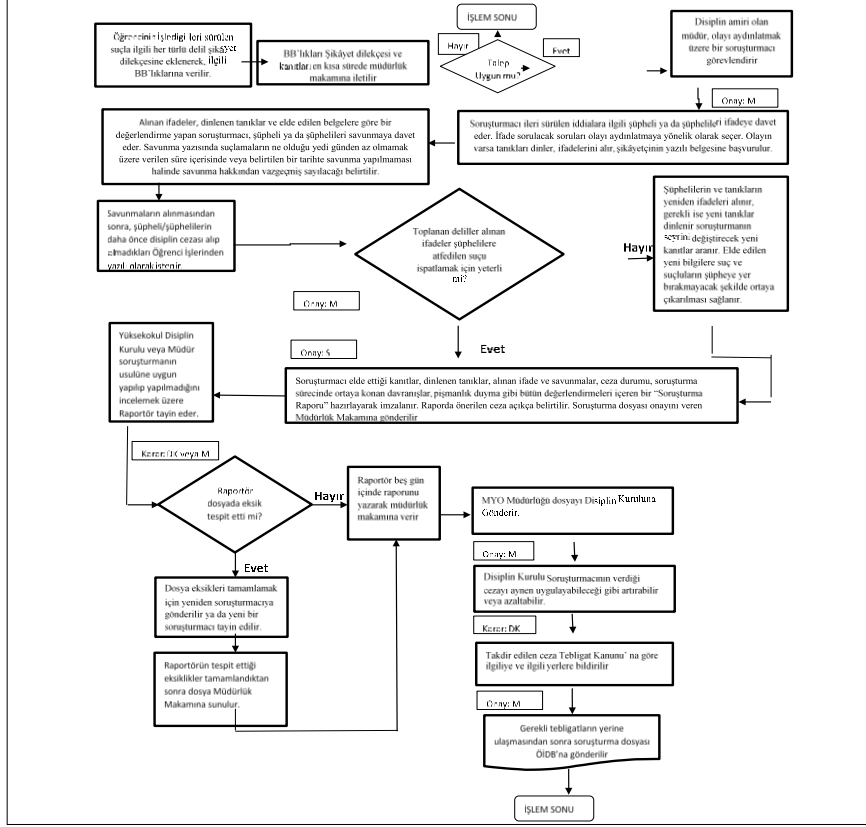 İŞLEM SONU
Öğrencinin işlediği ileri sürülen
suçla ilgili her türlü delil şikâyet
dilekçesine eklenerek, ilgili
BB'lıklarına verilir.
BB'lıkları Şikâyet dilekçesi ve
kanıtları en kısa sürede müdürlük
makamına iletilir
Hayır
Evet
Talep
Uygun mu?
Disiplin amiri olan
müdür, olayı aydınlatmak
üzere bir soruşturmacı
görevlendirir
Onay: M
Soruşturmacı ileri sürülen iddialara ilgili şüpheli ya da şüphelileri ifadeye davet
eder. İfade sorulacak soruları olayı aydınlatmaya yönelik olarak seçer. Olayın
varsa tanıkları dinler, ifadelerini alır, şikâyetçinin yazılı belgesine başvurulur.
Alınan ifadeler, dinlenen tanıklar ve elde edilen belgelere göre bir
değerlendirme yapan soruşturmacı, şüpheli ya da şüphelileri savunmaya davet
eder. Savunma yazısında suçlamaların ne olduğu yedi günden az olmamak
üzere verilen süre içerisinde veya belirtilen bir tarihte savunma yapılmaması
halinde savunma hakkından vazgeçmiş sayılacağı belirtilir.
Savunmaların alınmasından
sonra, şüpheli/şüphelilerin
daha önce disiplin cezası alıp
almadıkları Öğrenci İşlerinden
yazılı olarak istenir.
Toplanan deliller alınan
ifadeler şüphelilere
atfedilen suçu
ispatlamak için yeterli
mi?
Hayır
Şüphelilerin ve tanıkların
yeniden ifadeleri alınır,
gerekli ise yeni tanıklar
dinlenir soruşturmanın
seyrini değiştirecek yeni
kanıtlar aranır. Elde edilen
yeni bilgilere suç ve
suçluların şüpheye yer
bırakmayacak şekilde ortaya
çıkarılması sağlanır.
Onay: M
Evet
Onay: S
Yüksekokul Disiplin
Kurulu veya Müdür
soruşturmanın
usulüne uygun
yapılıp yapılmadığını
incelemek üzere
Raportör tayin eder.
Soruşturmacı elde ettiği kanıtlar, dinlenen tanıklar, alınan ifade ve savunmalar, ceza durumu, soruşturma
sürecinde ortaya konan davranışlar, pişmanlık duyma gibi bütün değerlendirmeleri içeren bir “Soruşturma
Raporu” hazırlayarak imzalanır. Raporda önerilen ceza açıkça belirtilir. Soruşturma dosyası onayını veren
Müdürlük Makamına gönderilir
Karar: DK veya M
Raportör
dosyada eksik
tespit etti mi?
Hayır
Raportör beş gün
içinde raporunu
yazarak müdürlük
makamına verir
MYO Müdürlüğü dosyayı Disiplin Kuruluna
Gönderir.
Onay: M
Evet
Dosya eksikleri tamamlamak
için yeniden soruşturmacıya
gönderilir ya da yeni bir
soruşturmacı tayin edilir.
Disiplin Kurulu Soruşturmacının verdiği
cezayı aynen uygulayabileceği gibi artırabilir
veya azaltabilir.
Karar: DK
Raportörün tespit ettiği
eksiklikler tamamlandıktan
sonra dosya Müdürlük
Makamına sunulur.
Takdir edilen ceza Tebligat Kanunu' na göre
ilgiliye ve ilgili yerlere bildirilir
Onay: M
Gerekli tebligatların yerine
ulaşmasından sonra soruşturma dosyası
ÖİDB'na gönderilir
İŞLEM SONU